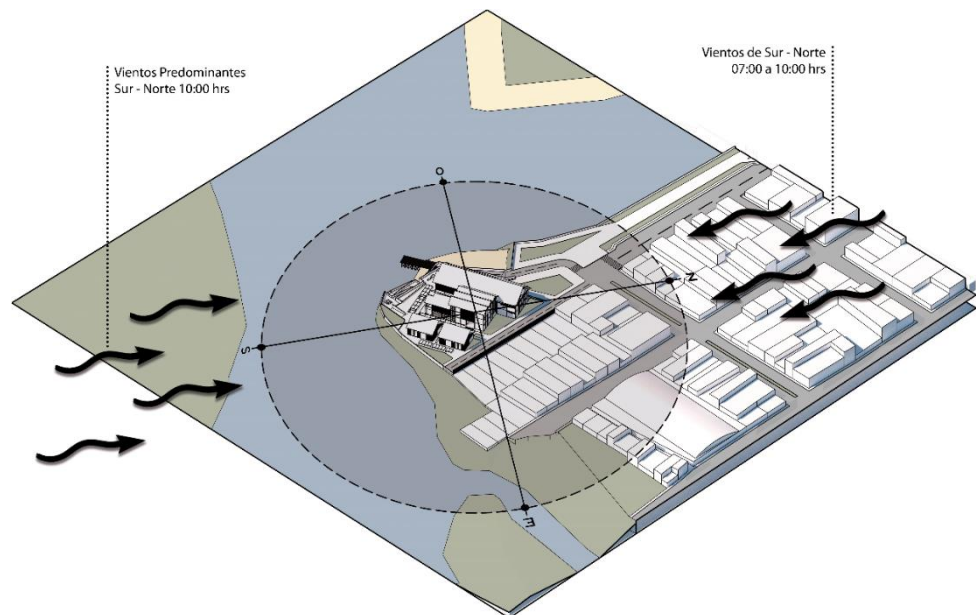 Vientos Predominantes
Sur - Norte 10:00 hrs
Vientos de Sur - Norte
07:00 a 10:00 hrs
O
N
S
E